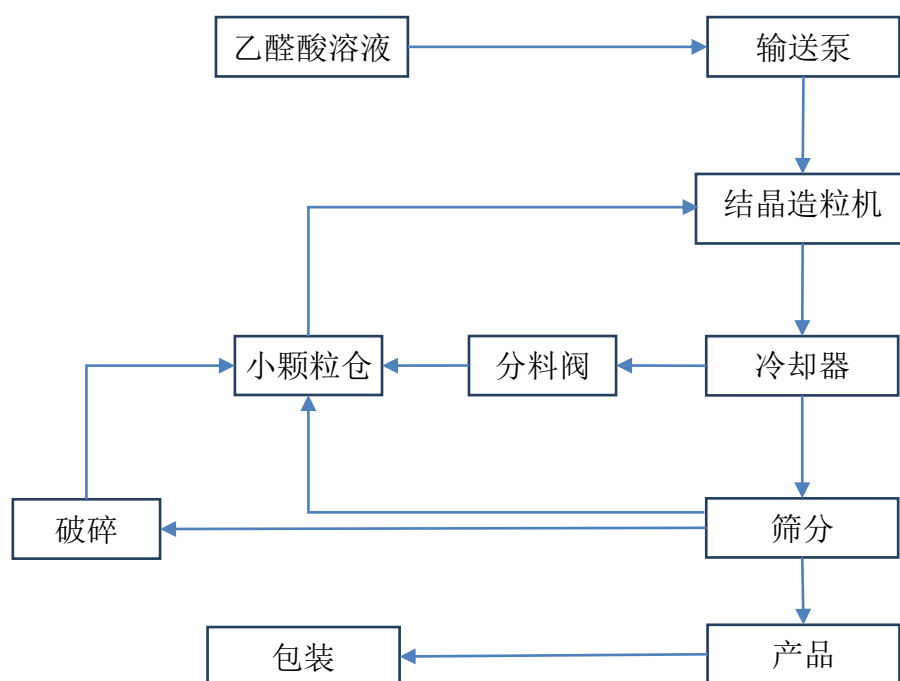 乙醛酸溶液
输送泵
结晶造粒机
小颗粒仓
分料阀
冷却器
破碎
筛分
包装
产品